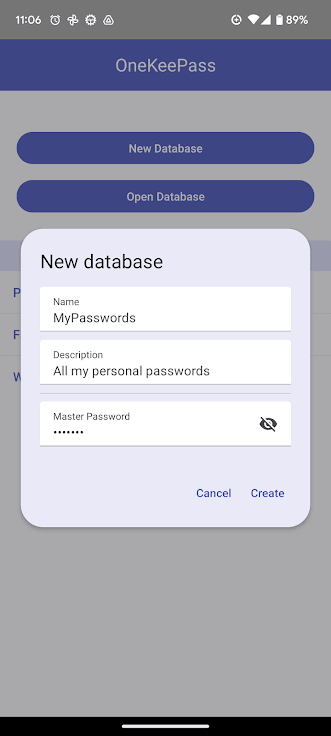 11:06
89%
OneKeePass
New Database
Open Database
New database
Name
MyPasswords
Description
All my personal passwords
Master Password
•••••••
Cancel
Create
P
F
W